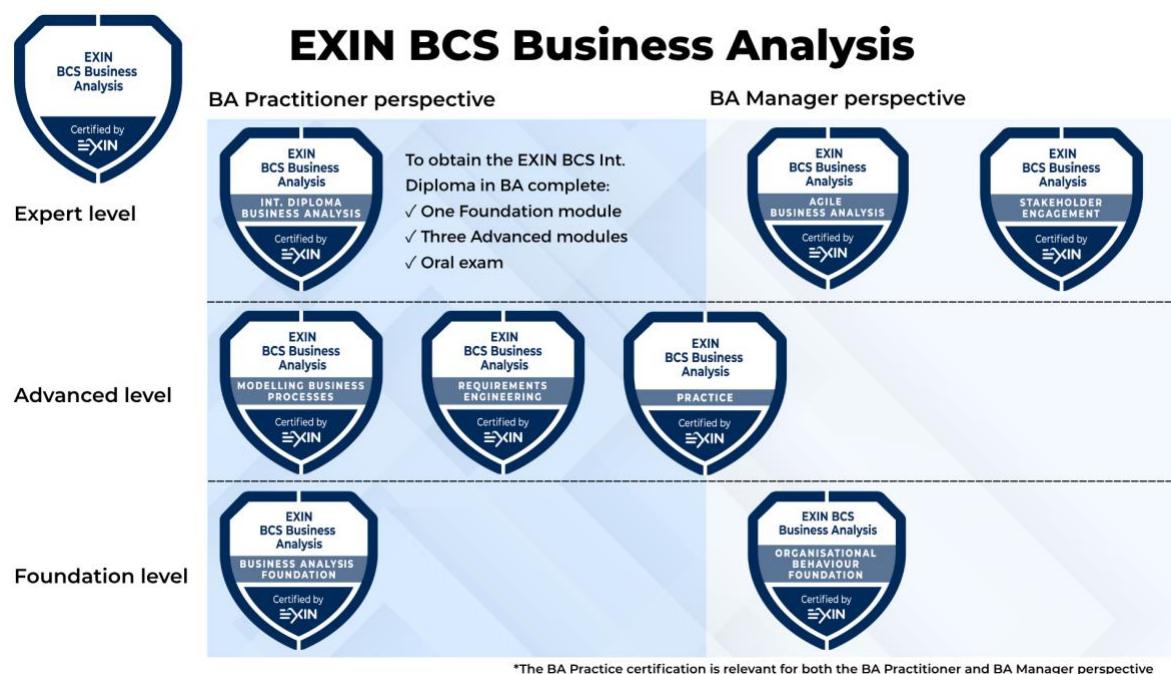 EXIN
BCS Business
Analysis
Certified by
EXIN
EXIN BCS Business Analysis
BA Practitioner perspective
BA Manager perspective
Expert level
EXIN
BCS Business
Analysis
INT. DIPLOMA
BUSINESS ANALYSIS
Certified by
EXIN
To obtain the EXIN BCS Int.
Diploma in BA complete:
✓ One Foundation module
✓ Three Advanced modules
✓ Oral exam
EXIN
BCS Business
Analysis
AGILE
BUSINESS ANALYSIS
Certified by
EXIN
EXIN
BCS Business
Analysis
STAKEHOLDER
ENGAGEMENT
Certified by
EXIN
Advanced level
EXIN
BCS Business
Analysis
MODELLING BUSINESS
PROCESSES
Certified by
EXIN
EXIN
BCS Business
Analysis
REQUIREMENTS
ENGINEERING
Certified by
EXIN
EXIN
BCS Business
Analysis
PRACTICE
Certified by
EXIN
Foundation level
EXIN
BCS Business
Analysis
BUSINESS ANALYSIS
FOUNDATION
Certified by
EXIN
EXIN BCS
Business Analysis
ORGANISATIONAL
BEHAVIOUR
FOUNDATION
Certified by
EXIN
*The BA Practice certification is relevant for both the BA Practitioner and BA Manager perspective